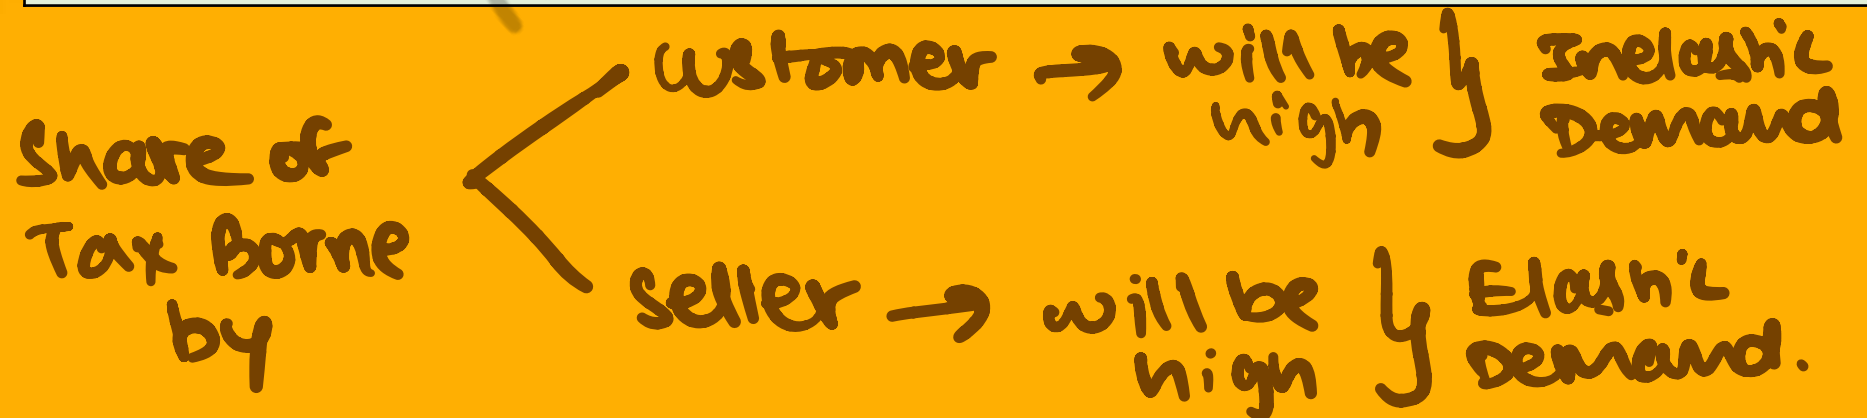 Share of
Tax Borne
by
Customer → will be
high } Inelastic
Demand
Seller → will be
high } Elastic
Demand.